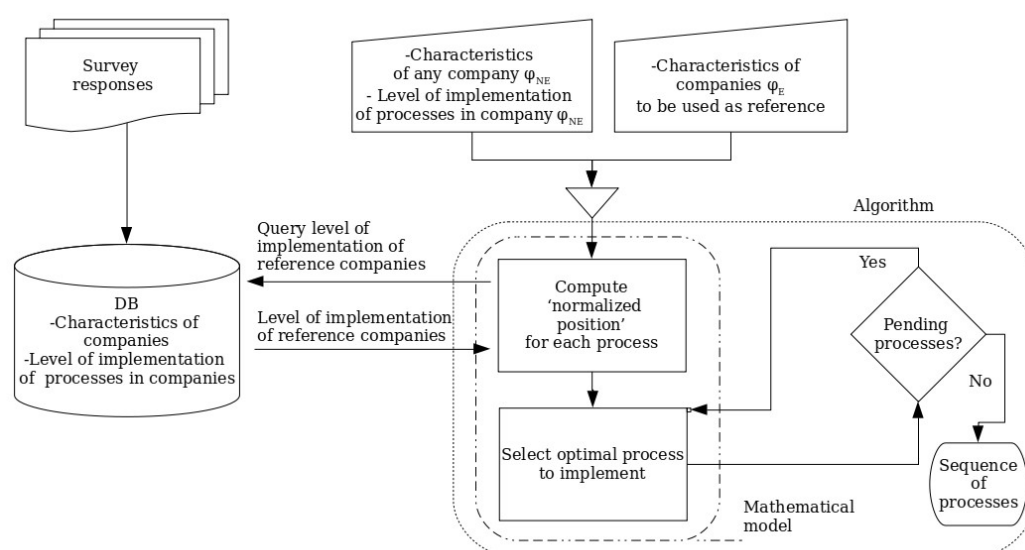 Survey
responses
-Characteristics
of any company φNE
- Level of implementation
of processes in company φNE
-Characteristics of
companies φE
to be used as reference
Algorithm
Query level of
implementation of
reference companies
Level of implementation
of reference companies
DB
-Characteristics of
companies
-Level of implementation
of processes in companies
Compute
‘normalized
position’
for each process
Yes
Pending
processes?
No
Select optimal process
to implement
Sequence
of
processes
Mathematical
model